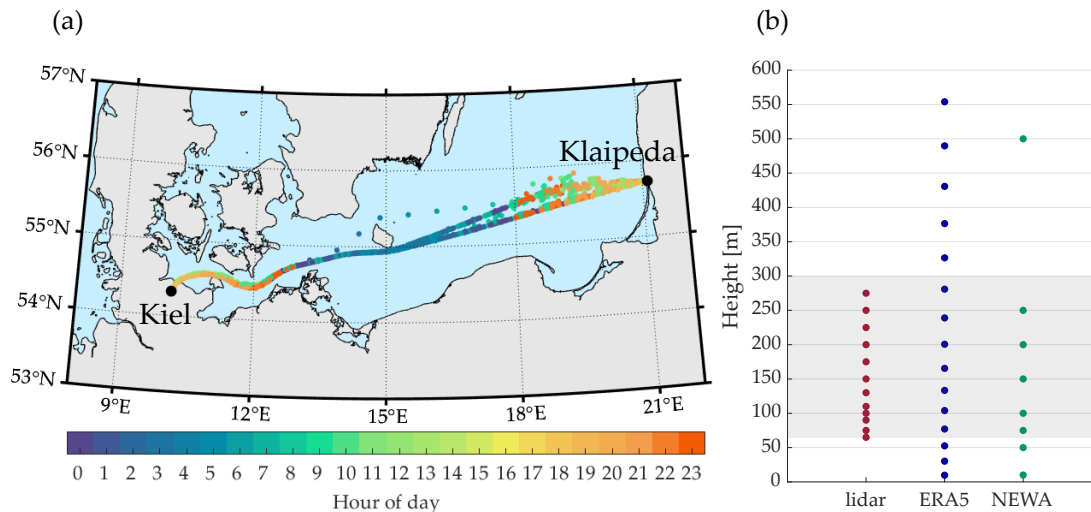 (a)
57°N
56°N
55°N
54°N
53°N
Klaipeda
Kiel
9°E 12°E 15°E 18°E 21°E
0 1 2 3 4 5 6 7 8 9 10 11 12 13 14 15 16 17 18 19 20 21 22 23
Hour of day
(b)
600
550
500
450
400
350
300
250
200
150
100
50
0
Height [m]
lidar ERA5 NEWA